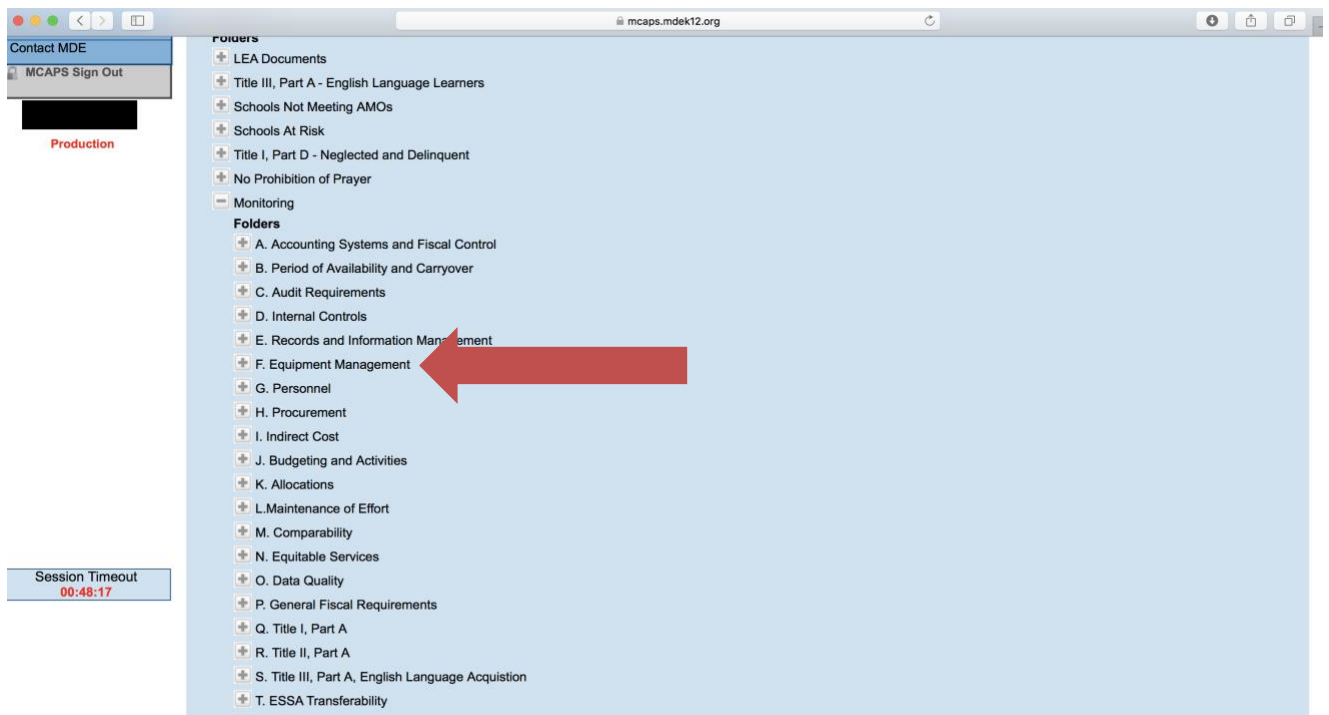 mcaps.mdek12.org
Contact MDE
MCAPS Sign Out
Production
Session Timeout
00:48:17
Folders
LEA Documents
Title III, Part A - English Language Learners
Schools Not Meeting AMOs
Schools At Risk
Title I, Part D - Neglected and Delinquent
No Prohibition of Prayer
Monitoring
Folders
A. Accounting Systems and Fiscal Control
B. Period of Availability and Carryover
C. Audit Requirements
D. Internal Controls
E. Records and Information Management
F. Equipment Management
G. Personnel
H. Procurement
I. Indirect Cost
J. Budgeting and Activities
K. Allocations
L.Maintenance of Effort
M. Comparability
N. Equitable Services
O. Data Quality
P. General Fiscal Requirements
Q. Title I, Part A
R. Title II, Part A
S. Title III, Part A, English Language Acquistion
T. ESSA Transferability